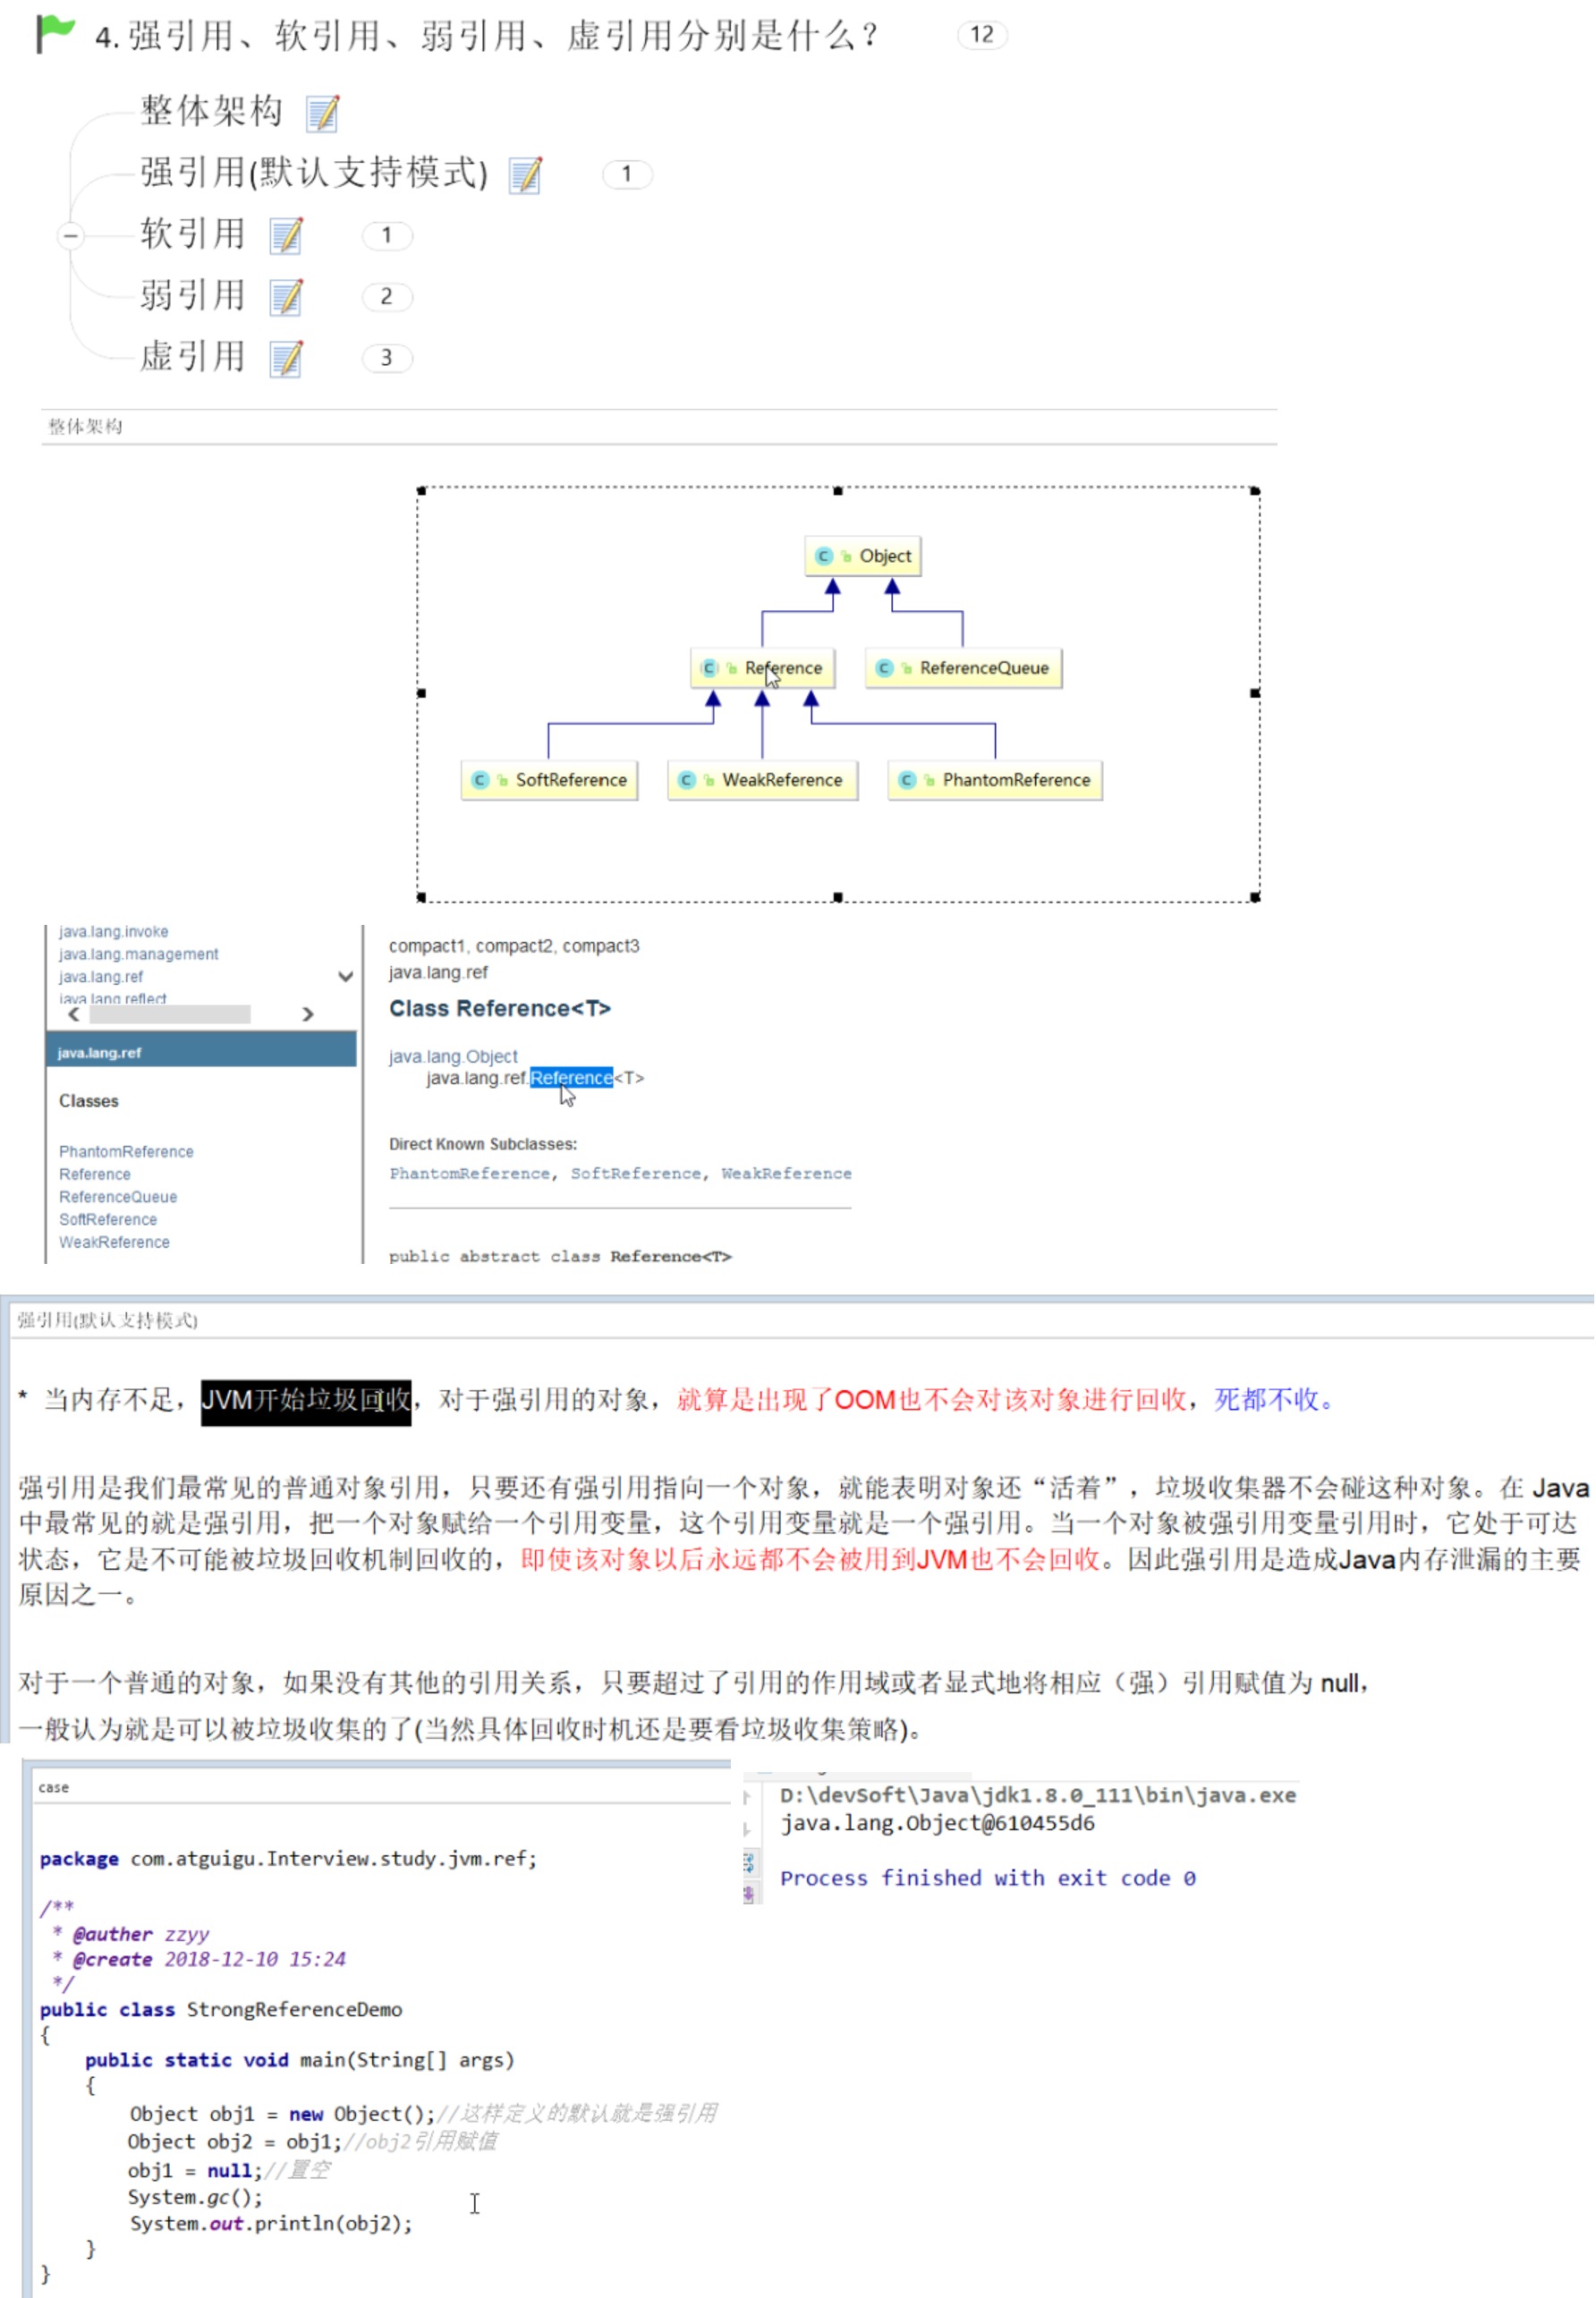 4. 强引用、软引用、弱引用、虚引用分别是什么？ 12
整体架构
强引用(默认支持模式) 1
软引用 1
弱引用 2
虚引用 3
整体架构
C Object
C Reference C ReferenceQueue
C SoftReference C WeakReference C PhantomReference
java.lang.invoke
java.lang.management
java.lang.ref
java.lang.reflect
java.lang.ref
Classes
PhantomReference
Reference
ReferenceQueue
SoftReference
WeakReference
compact1, compact2, compact3
java.lang.ref
Class Reference<T>
java.lang.Object
java.lang.ref.Reference<T>
Direct Known Subclasses:
PhantomReference, SoftReference, WeakReference
public abstract class Reference<T>
强引用(默认支持模式)
* 当内存不足，JVM开始垃圾回收，对于强引用的对象，就算是出现了OOM也不会对该对象进行回收，死都不收。
强引用是我们最常见的普通对象引用，只要还有强引用指向一个对象，就能表明对象还“活着”，垃圾收集器不会碰这种对象。在 Java
中最常见的就是强引用，把一个对象赋给一个引用变量，这个引用变量就是一个强引用。当一个对象被强引用变量引用时，它处于可达
状态，它是不可能被垃圾回收机制回收的，即使该对象以后永远都不会被用到JVM也不会回收。因此强引用是造成Java内存泄漏的主要
原因之一。
对于一个普通的对象，如果没有其他的引用关系，只要超过了引用的作用域或者显式地将相应（强）引用赋值为 null，
一般认为就是可以被垃圾收集的了(当然具体回收时机还是要看垃圾收集策略)。
case
package com.atguigu.Interview.study.jvm.ref;
/**
 * @auther zzyy
 * @create 2018-12-10 15:24
 */
public class StrongReferenceDemo
{
public static void main(String[] args)
{
Object obj1 = new Object();//这样定义的默认就是强引用
Object obj2 = obj1;//obj2引用赋值
obj1 = null;//置空
System.gc();
System.out.println(obj2);
}
}
D:\devSoft\Java\jdk1.8.0_111\bin\java.exe
java.lang.Object@610455d6
Process finished with exit code 0